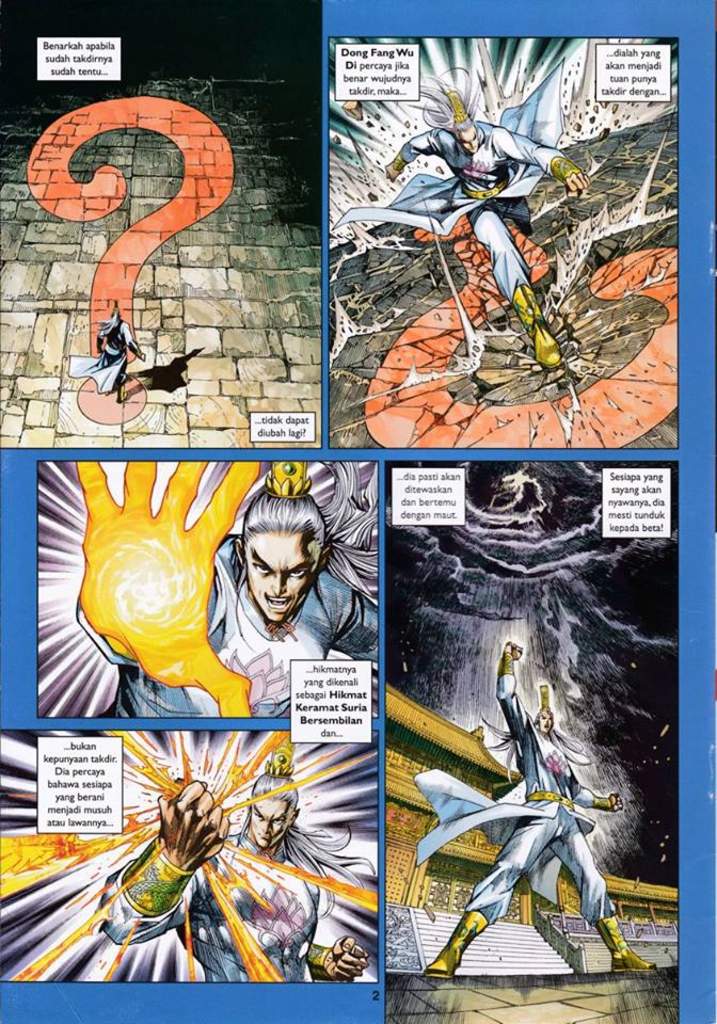 Benarkah apabila
sudah takdirnya
sudah tentu...
...tidak dapat
diubah lagi?
Dong Fang Wu
Di percaya jika
benar wujudnya
takdir, maka...
...dialah yang
akan menjadi
tuan punya
takdir dengan...
...hikmatnya
yang dikenali
sebagai Hikmat
Keramat Suria
Bersembilan
dan...
...bukan
kepunyaan takdir.
Dia percaya
bahawa sesiapa
yang berani
menjadi musuh
atau lawannya...
...dia pasti akan
ditewaskan
dan bertemu
dengan maut.
Sesiapa yang
sayang akan
nyawanya, dia
mesti tunduk
kepada beta!
2